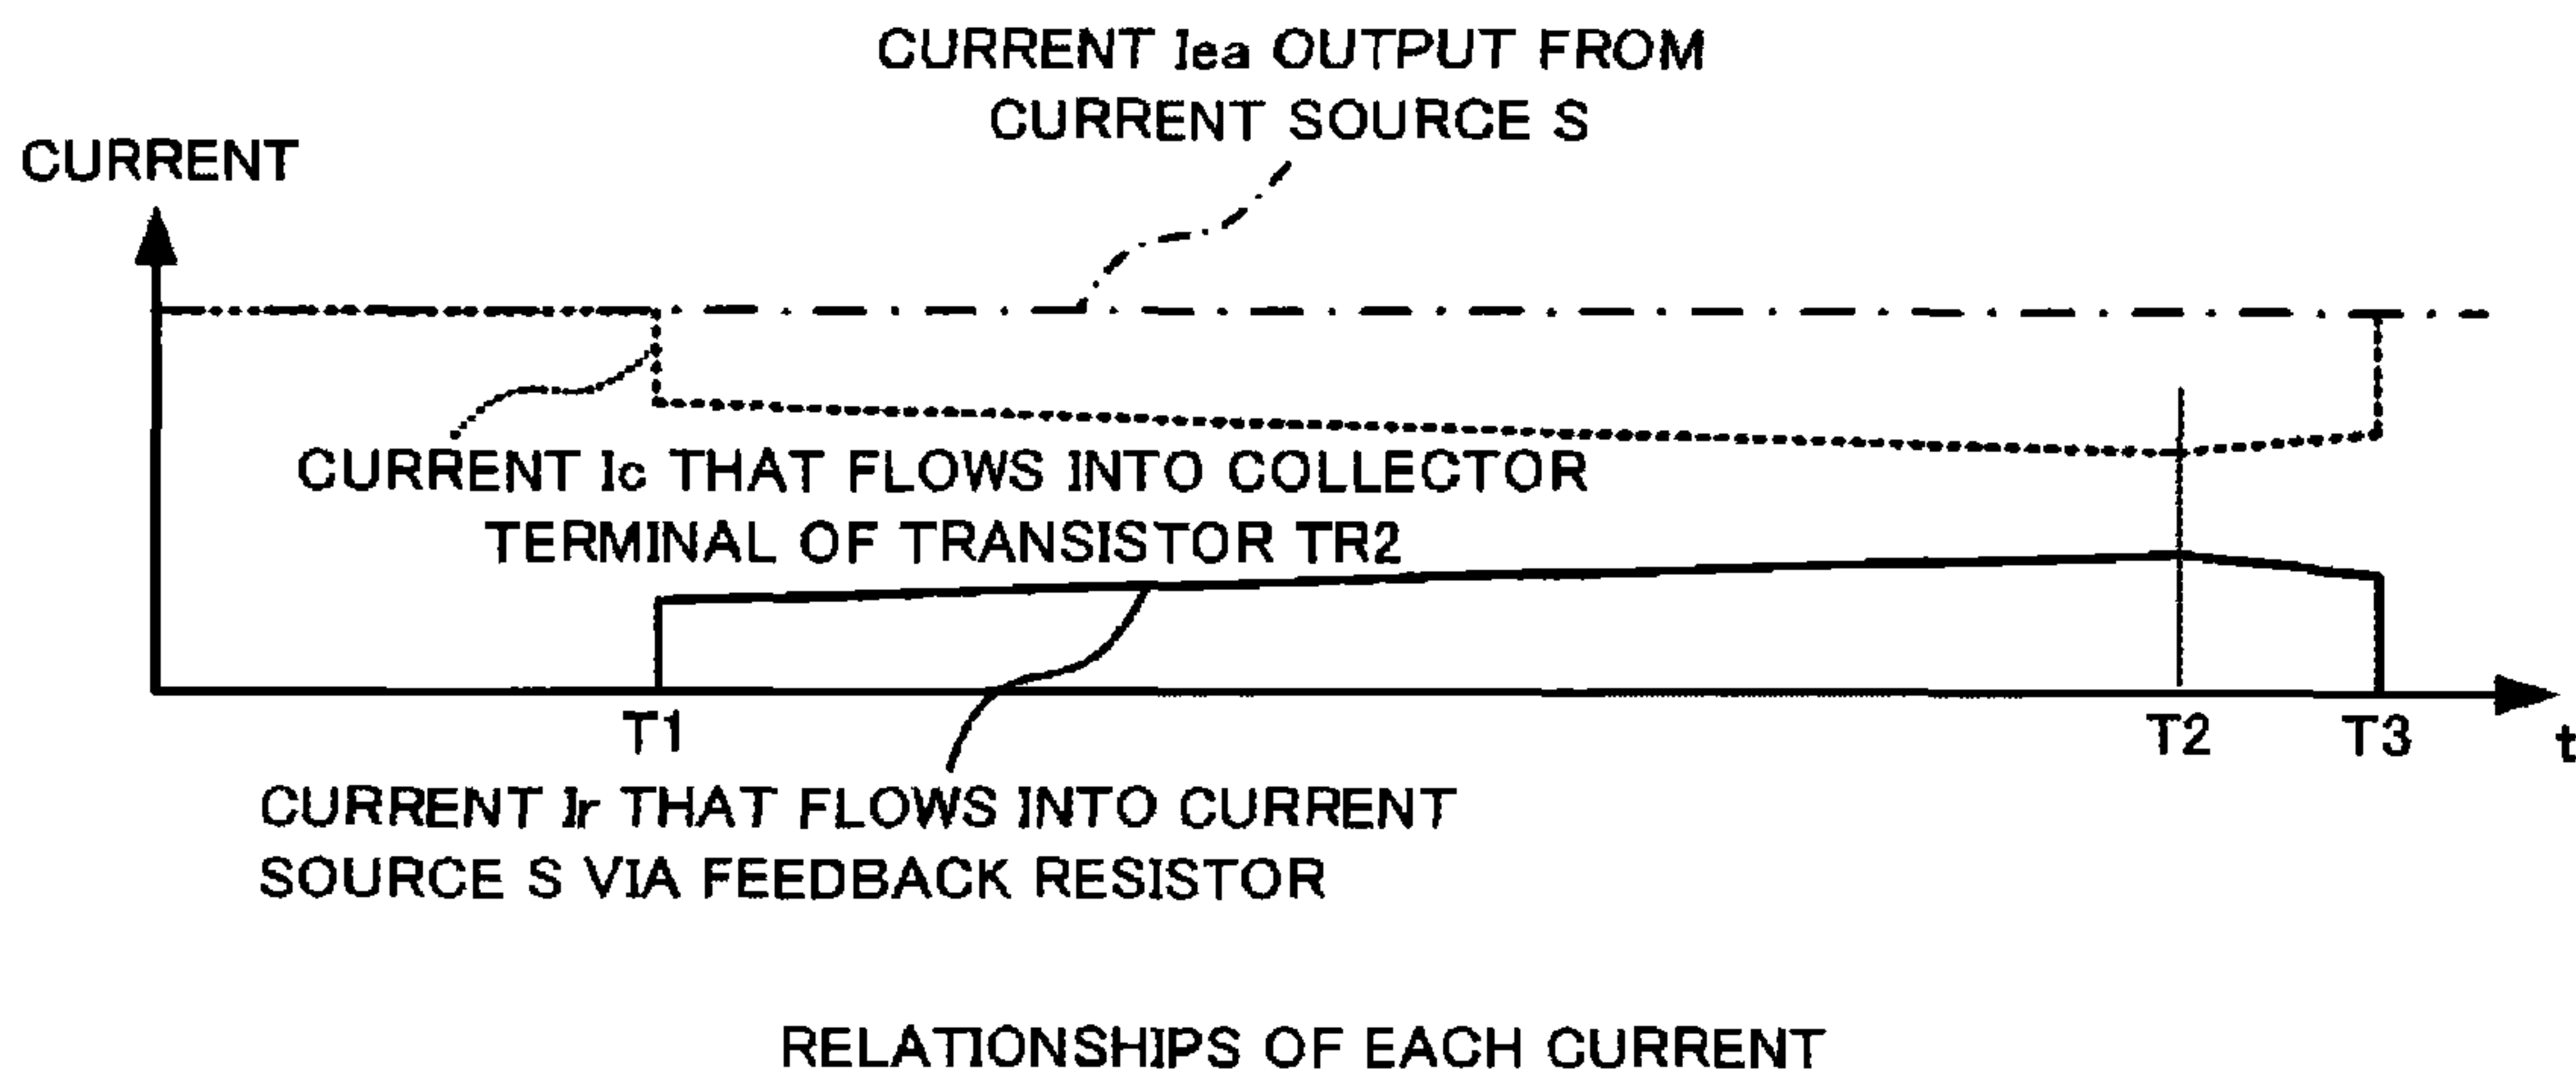 CURRENT Iea OUTPUT FROM
CURRENT SOURCE S
CURRENT
CURRENT Ic THAT FLOWS INTO COLLECTOR
TERMINAL OF TRANSISTOR TR2
T1
T2
T3
t
CURRENT Ir THAT FLOWS INTO CURRENT
SOURCE S VIA FEEDBACK RESISTOR
RELATIONSHIPS OF EACH CURRENT